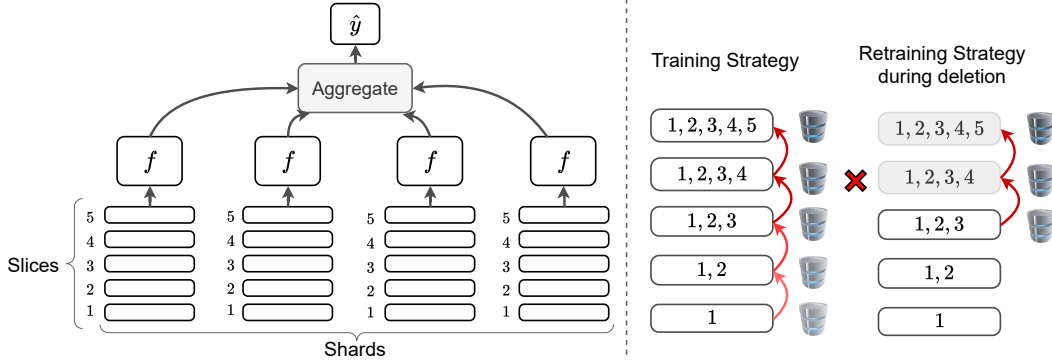 ŷ
Aggregate
f f f f
5 5 5 5
4 4 4 4
3 3 3 3
2 2 2 2
1 1 1 1
Slices
Shards
Training Strategy
1, 2, 3, 4, 5
1, 2, 3, 4
1, 2, 3
1, 2
1
Retraining Strategy
during deletion
1, 2, 3, 4, 5
1, 2, 3, 4
1, 2, 3
1, 2
1